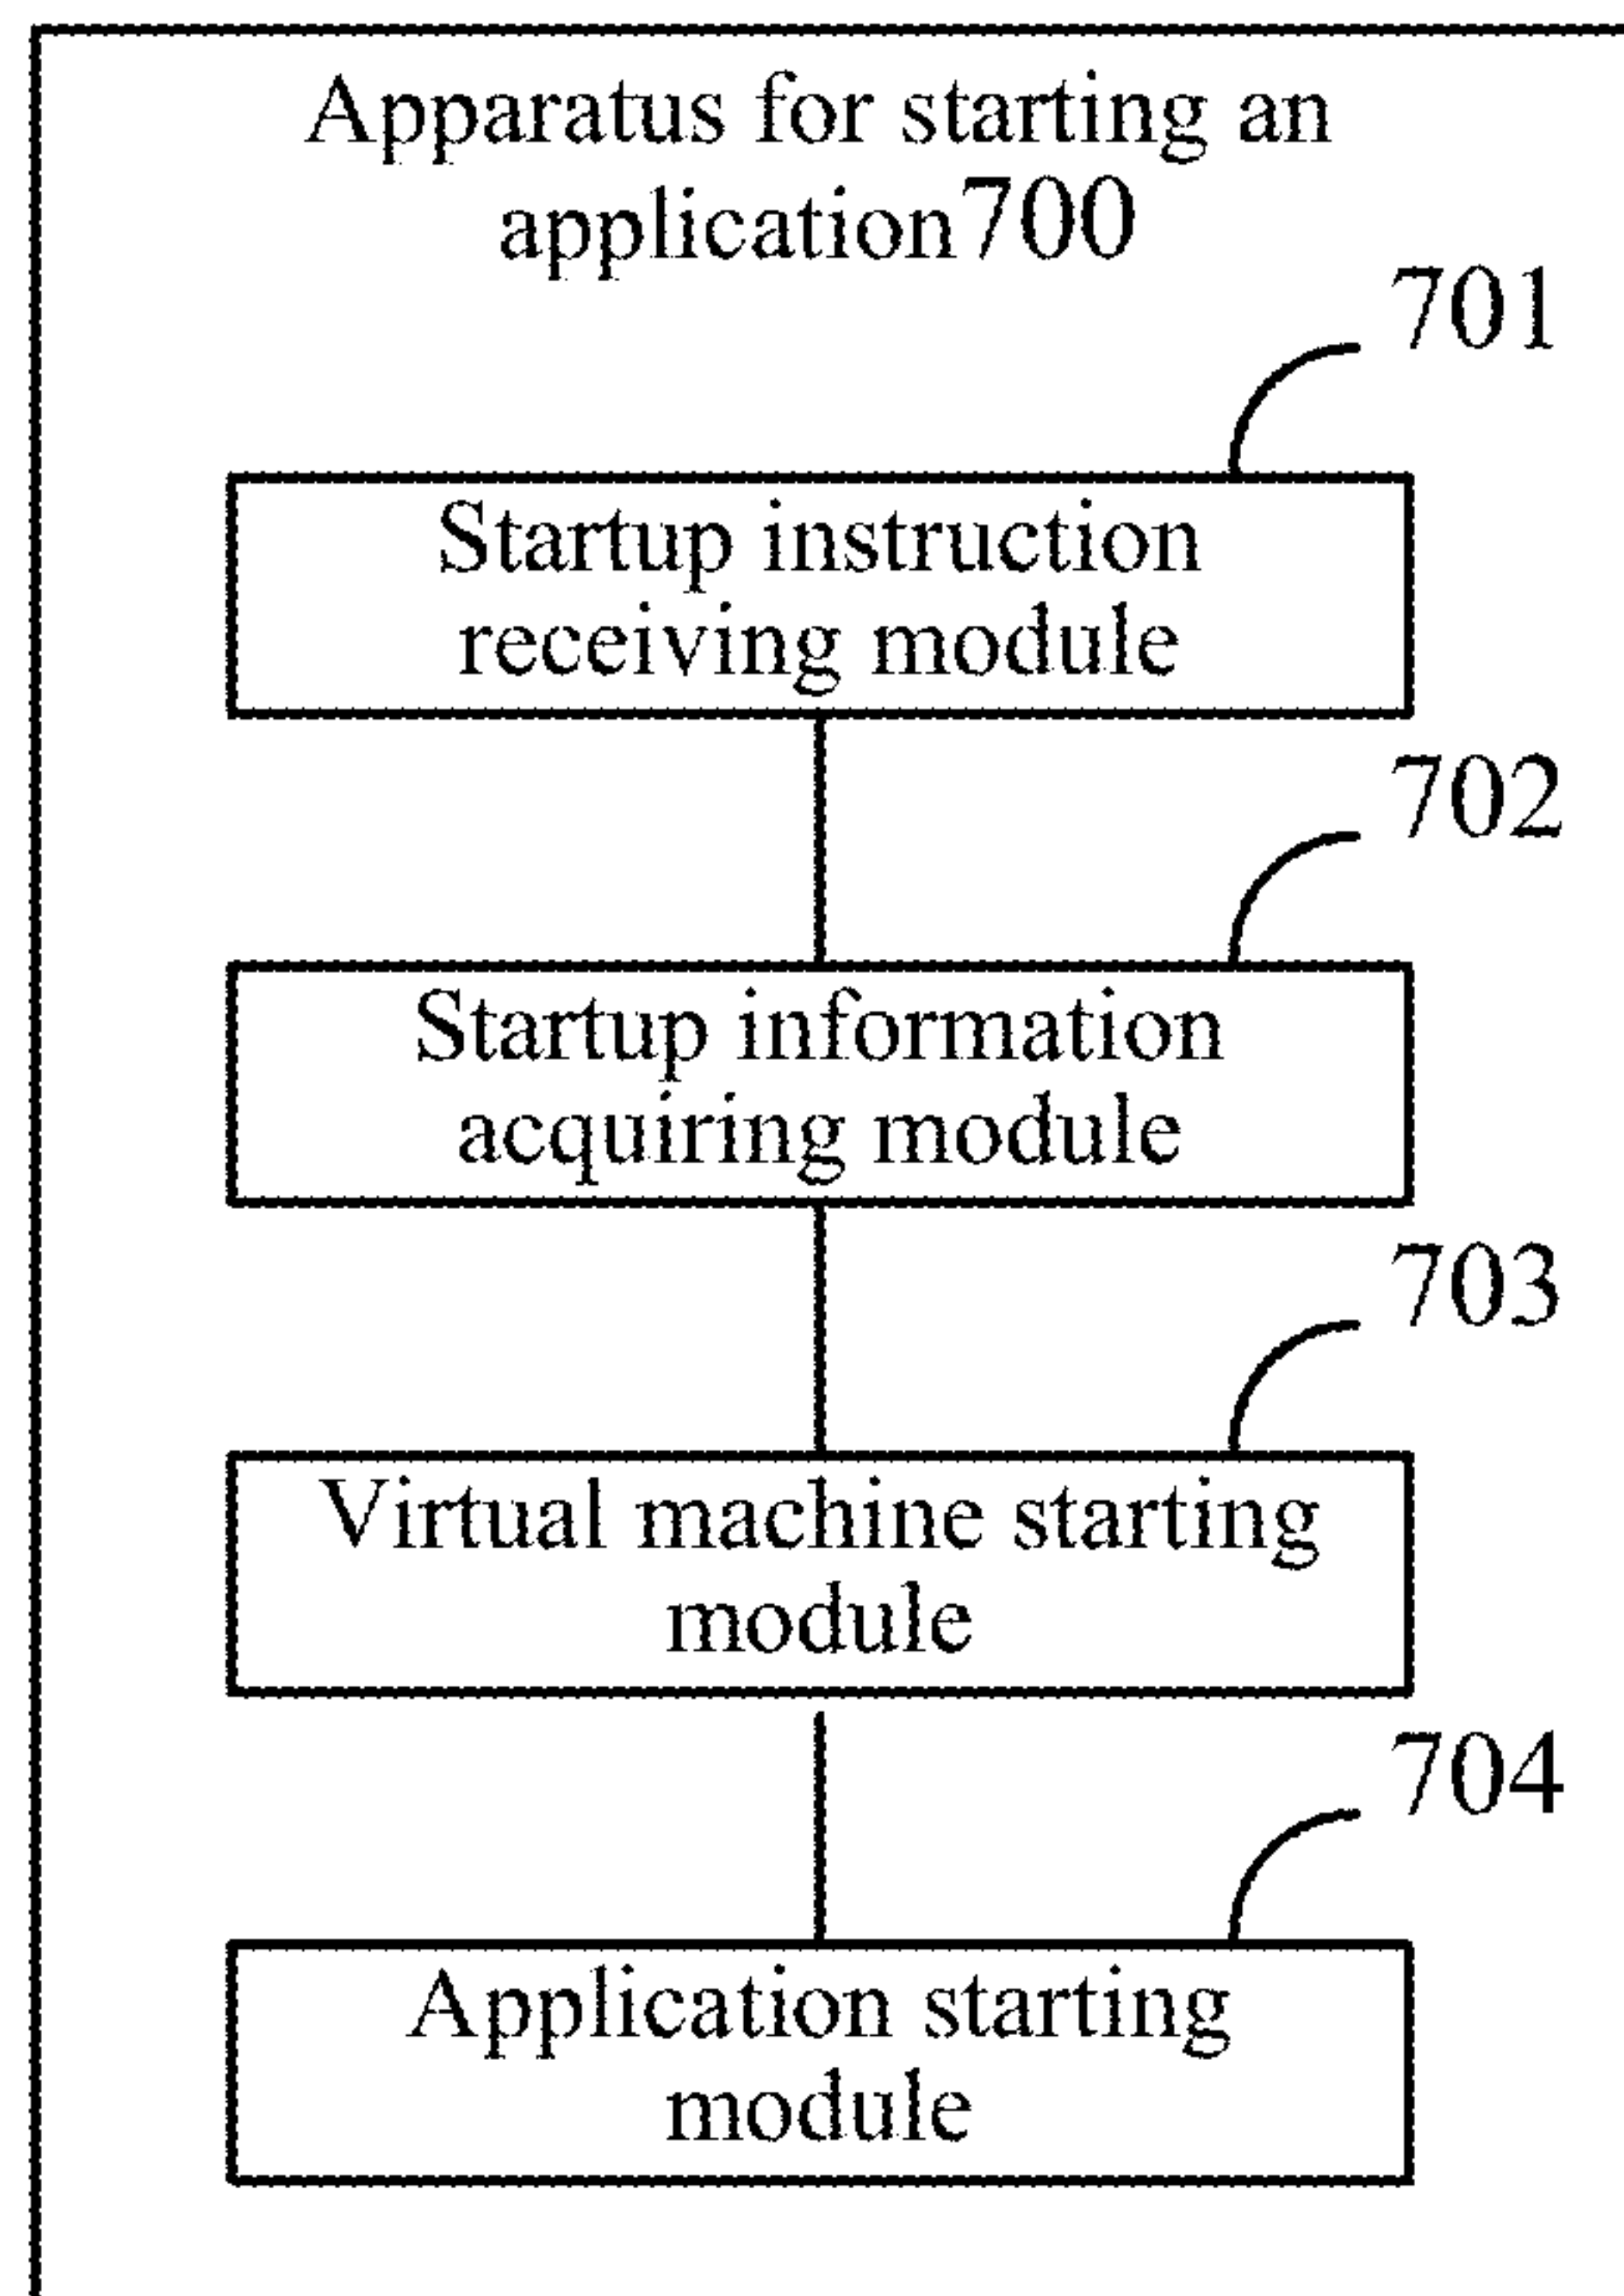 Apparatus for starting an
application700
701
Startup instruction
receiving module
702
Startup information
acquiring module
703
Virtual machine starting
module
704
Application starting
module